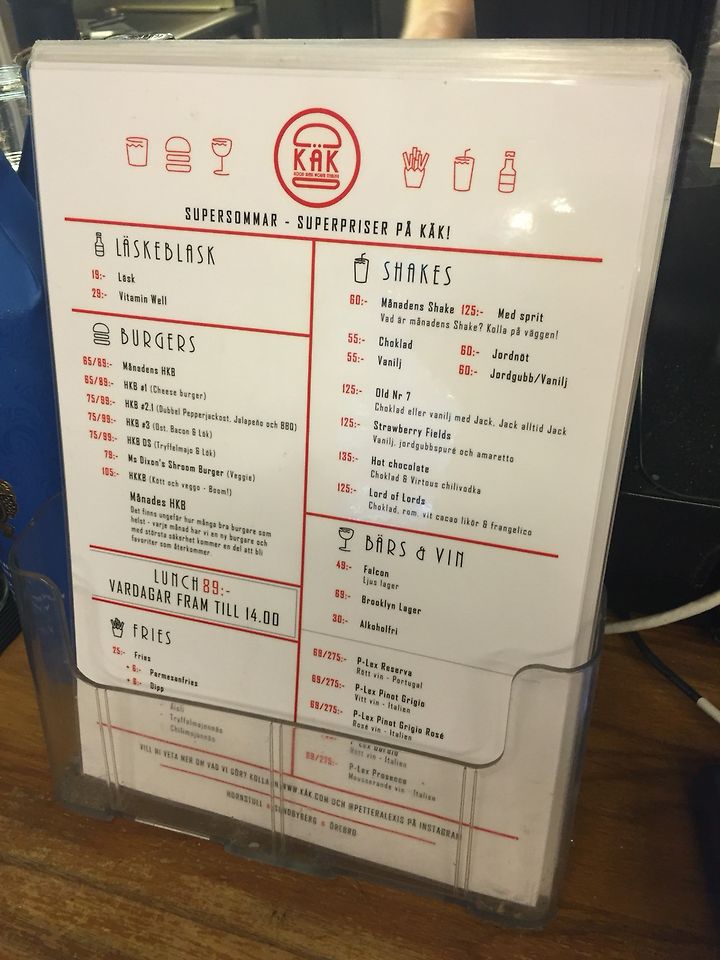 KÄK
SUPERSOMMAR - SUPERPRISER PÅ KÄK!
LÄSKEBLASK
19:- Läsk
29:- Vitamin Well
BURGERS
65/89:- Månadens HKB
65/89:- HKB #1 (Cheese burger)
75/99:- HKB #2.1 (Dubbel Pepperjackost, Jalapeño och BBQ)
75/99:- HKB #3 (Ost, Bacon & Lök)
75/99:- HKB DS (Tryffelmajo & Lök)
79:- Ms Dixon's Shroom Burger (Veggie)
105:- HKKB (Kött och veggo - Boom!)
Månades HKB
Det finns ungefär hur många bra burgare som
helst - varje månad har vi en ny burgare och
med största säkerhet kommer en del att bli
favoriter som återkommer.
LUNCH 89:-
VARDAGAR FRAM TILL 14.00
FRIES
25:- Fries
+ 6:- Parmesanfries
+ 6:- Dipp
Aioli
Tryffelmajonnäs
Chilimajonnäs
SHAKES
60:- Månadens Shake 125:- Med sprit
Vad är månadens Shake? Kolla på väggen!
55:- Choklad 60:- Jordnöt
55:- Vanilj 60:- Jordgubb/Vanilj
125:- Old Nr 7
Choklad eller vanilj med Jack, Jack alltid Jack
125:- Strawberry Fields
Vanilj, jordgubbspuré och amaretto
135:- Hot chocolate
Choklad & Virtous chilivodka
125:- Lord of Lords
Choklad, rom, vit cacao likör & frangelico
BÄRS & VIN
49:- Falcon
Ljus lager
69:- Brooklyn Lager
30:- Alkoholfri
69/275:- P-Lex Reserva
Rött vin - Portugal
69/275:- P-Lex Pinot Grigio
Vitt vin - Italien
69/275:- P-Lex Pinot Grigio Rosé
Rosé vin - Italien
Rött vin - Italien
89/275:- P-Lex Prosecco
Mousserande vin - Italien
VILL NI VETA MER OM VAD VI GÖR? KOLLA IN WWW.KÄK.COM OCH @PETTERALEXIS PÅ INSTAGRAM
HORNSTULL SUNDBYBERG ÖREBRO